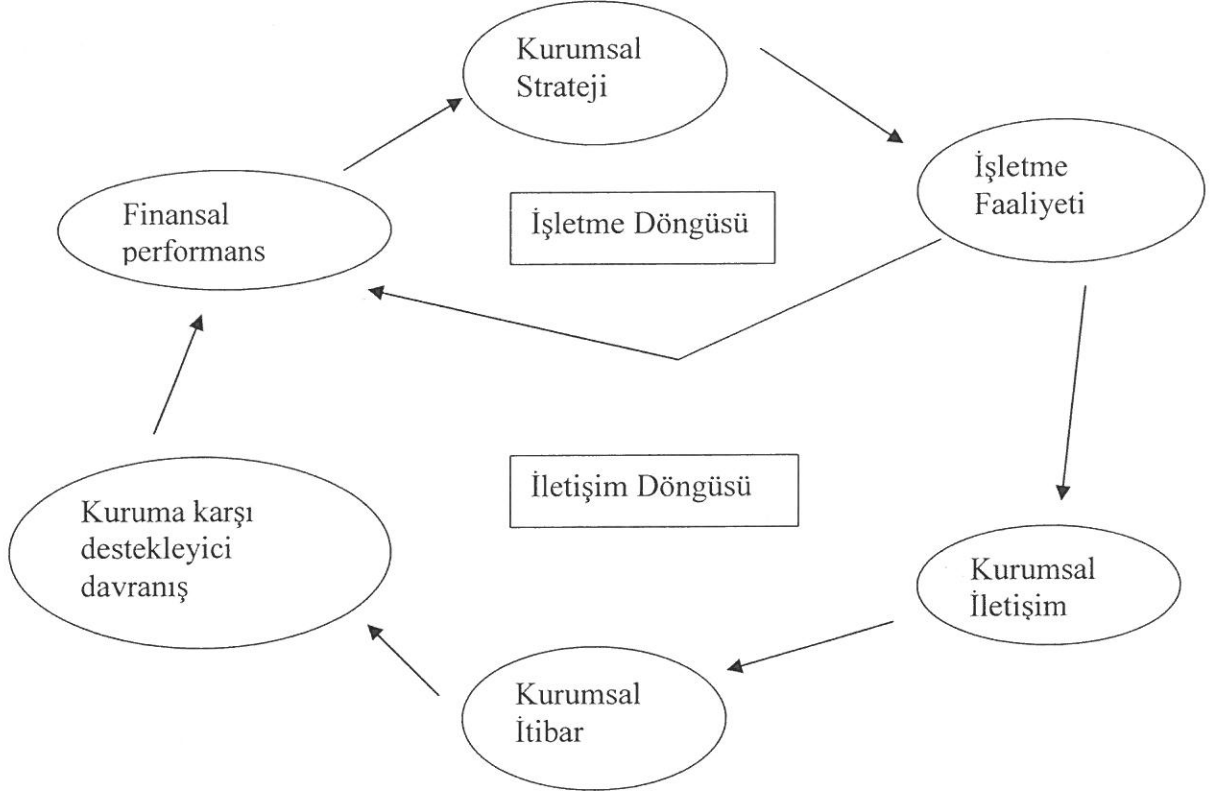 Kurumsal
Strateji
İşletme
Faaliyeti
Finansal
performans
İşletme Döngüsü
İletişim Döngüsü
Kuruma karşı
destekleyici
davranış
Kurumsal
İletişim
Kurumsal
İtibar